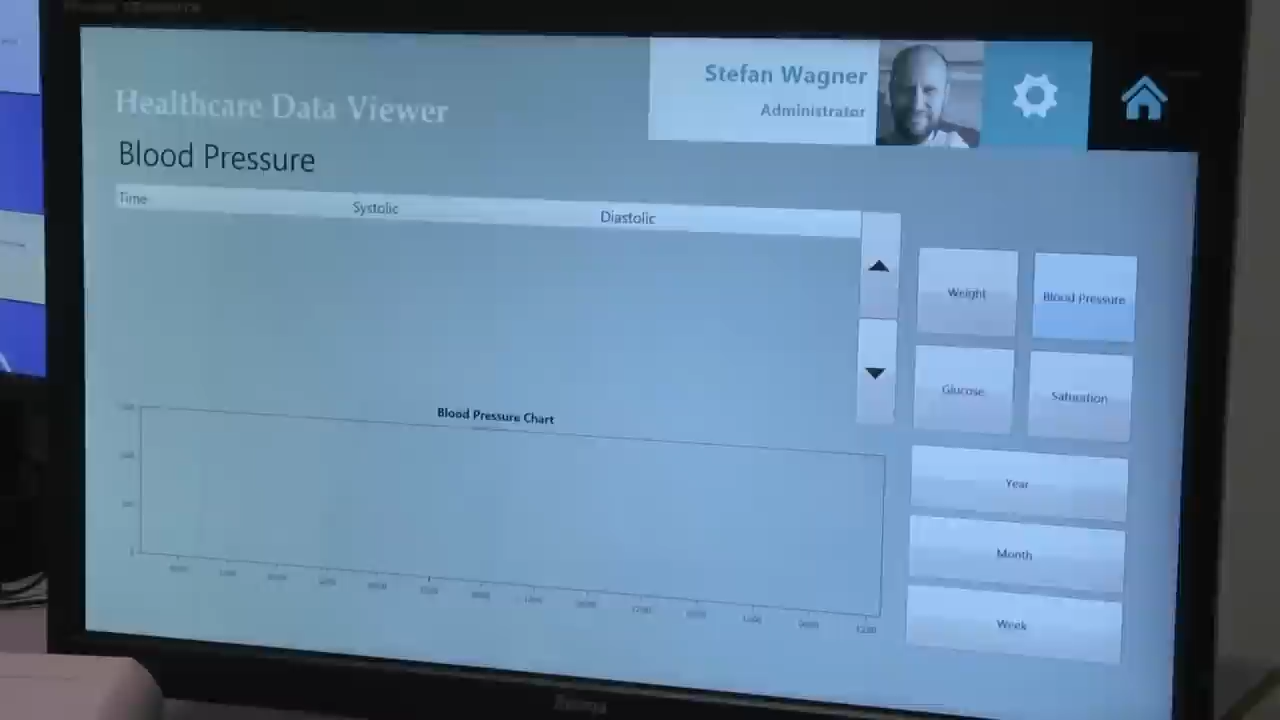 Stefan Wagner
Administrator
Healthcare Data Viewer
Blood Pressure
Time Systolic Diastolic
Weight Blood Pressure
Glucose Saturation
Blood Pressure Chart
Year
Month
Week